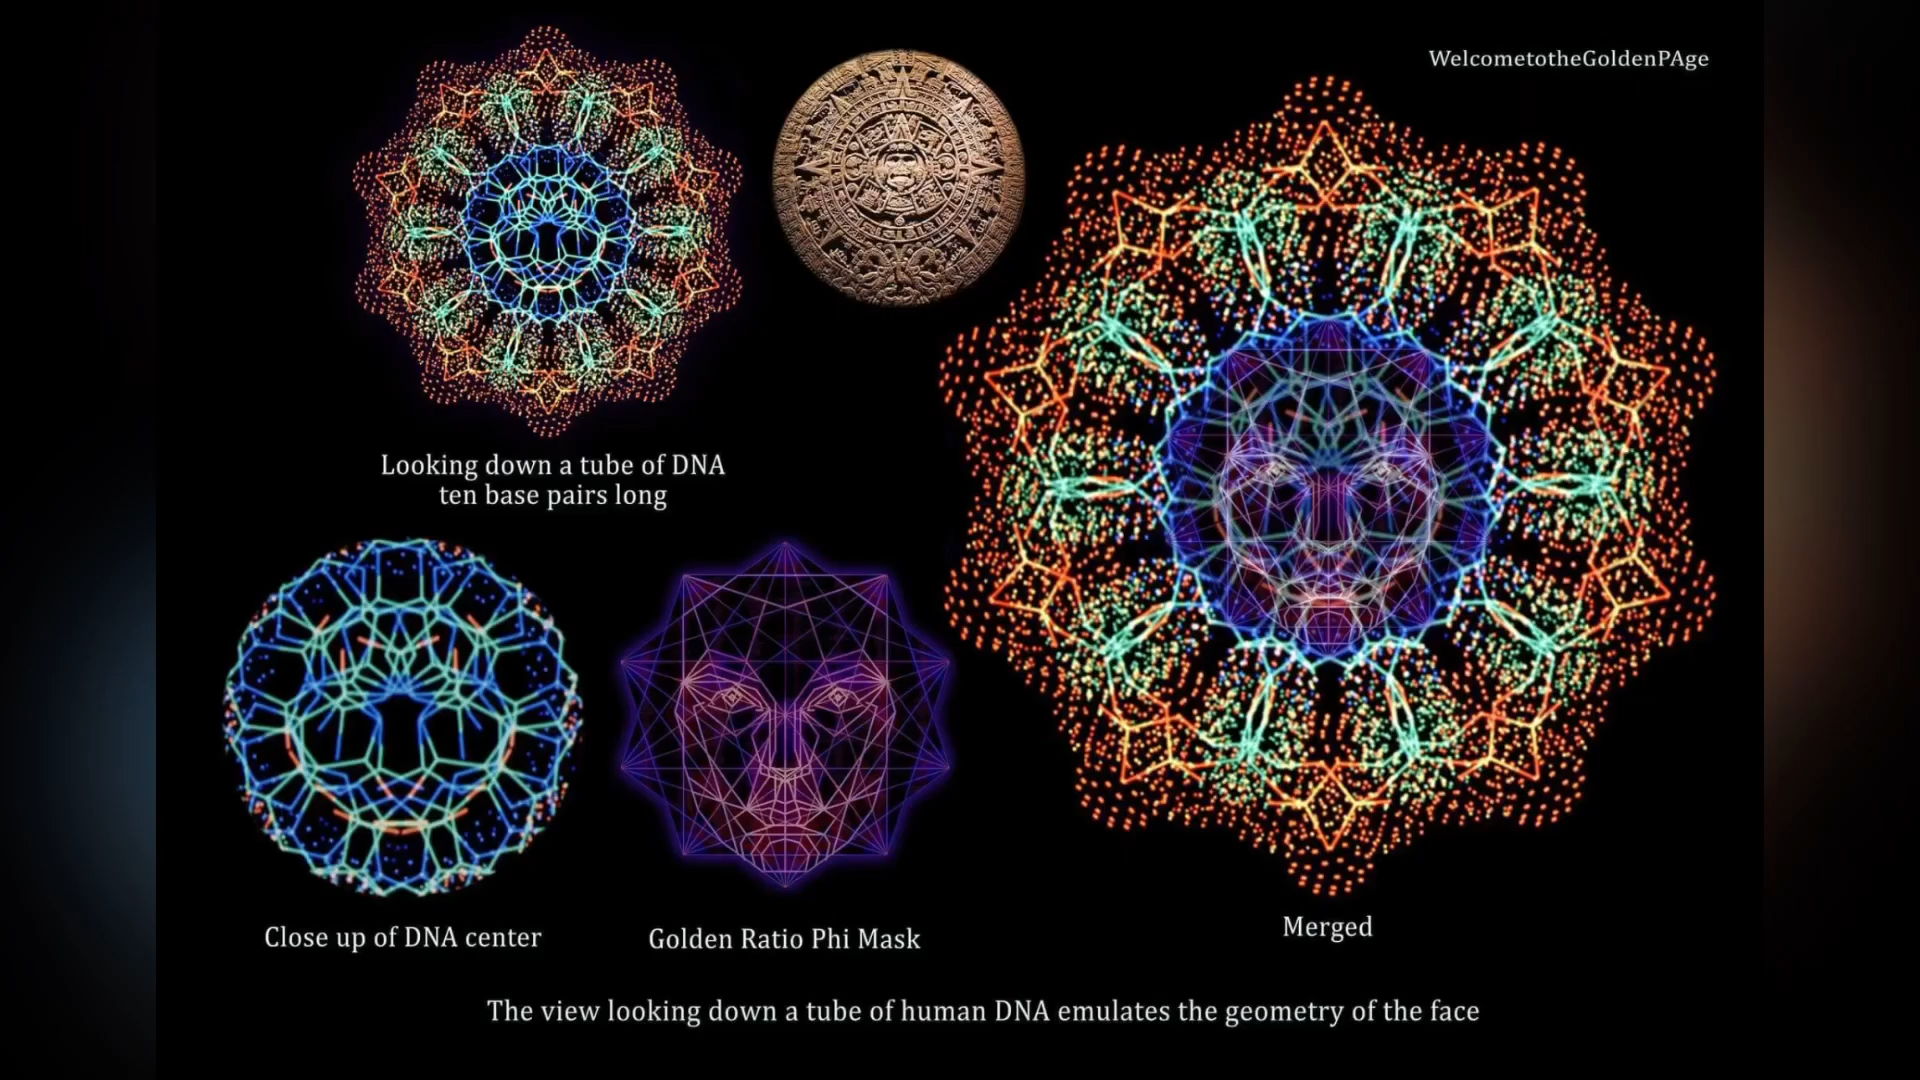 WelcometotheGoldenPAge
Looking down a tube of DNA
ten base pairs long
Close up of DNA center
Golden Ratio Phi Mask
Merged
The view looking down a tube of human DNA emulates the geometry of the face